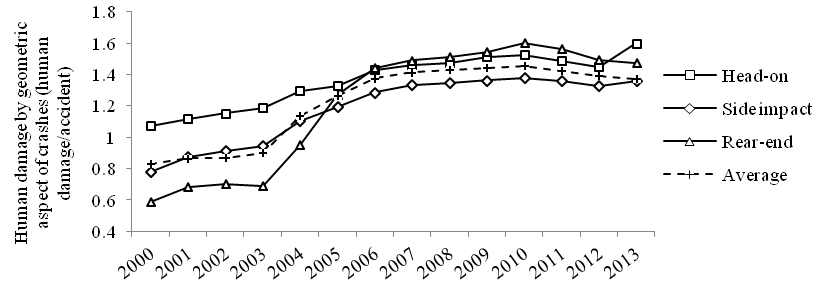 Human damage by geometric
aspect of crashes (human
damage/accident)
1.8
1.6
1.4
1.2
1
0.8
0.6
0.4
2000 2001 2002 2003 2004 2005 2006 2007 2008 2009 2010 2011 2012 2013
Head-on
Side impact
Rear-end
Average